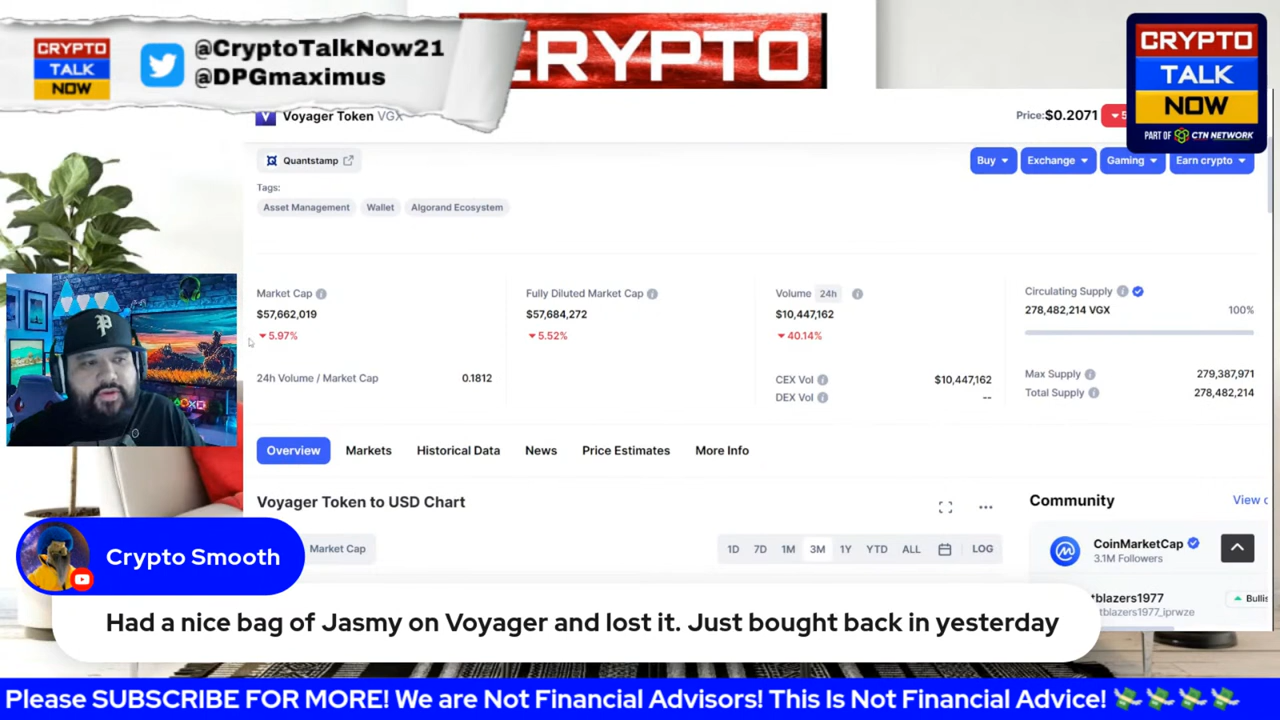 CRYPTO
TALK
NOW
@CryptoTalkNow21
@DPGmaximus
CRYPTO
CRYPTO
TALK
NOW
PART OF CTN NETWORK
Voyager Token VGX
Price:$0.2071
Quantstamp
Buy
Exchange
Gaming
Earn crypto
Tags:
Asset Management
Wallet
Algorand Ecosystem
Market Cap
$57,662,019
5.97%
Fully Diluted Market Cap
$57,684,272
5.52%
Volume 24h
$10,447,162
40.14%
Circulating Supply
278,482,214 VGX 100%
24h Volume / Market Cap 0.1812
CEX Vol $10,447,162
DEX Vol --
Max Supply 279,387,971
Total Supply 278,482,214
Overview
Markets
Historical Data
News
Price Estimates
More Info
Voyager Token to USD Chart
Community
View
Market Cap
1D 7D 1M 3M 1Y YTD ALL LOG
CoinMarketCap
3.1M Followers
tblazers1977
tblazers1977_iprwze
Crypto Smooth
Had a nice bag of Jasmy on Voyager and lost it. Just bought back in yesterday
Please SUBSCRIBE FOR MORE! We are Not Financial Advisors! This Is Not Financial Advice! 💸💸💸💸